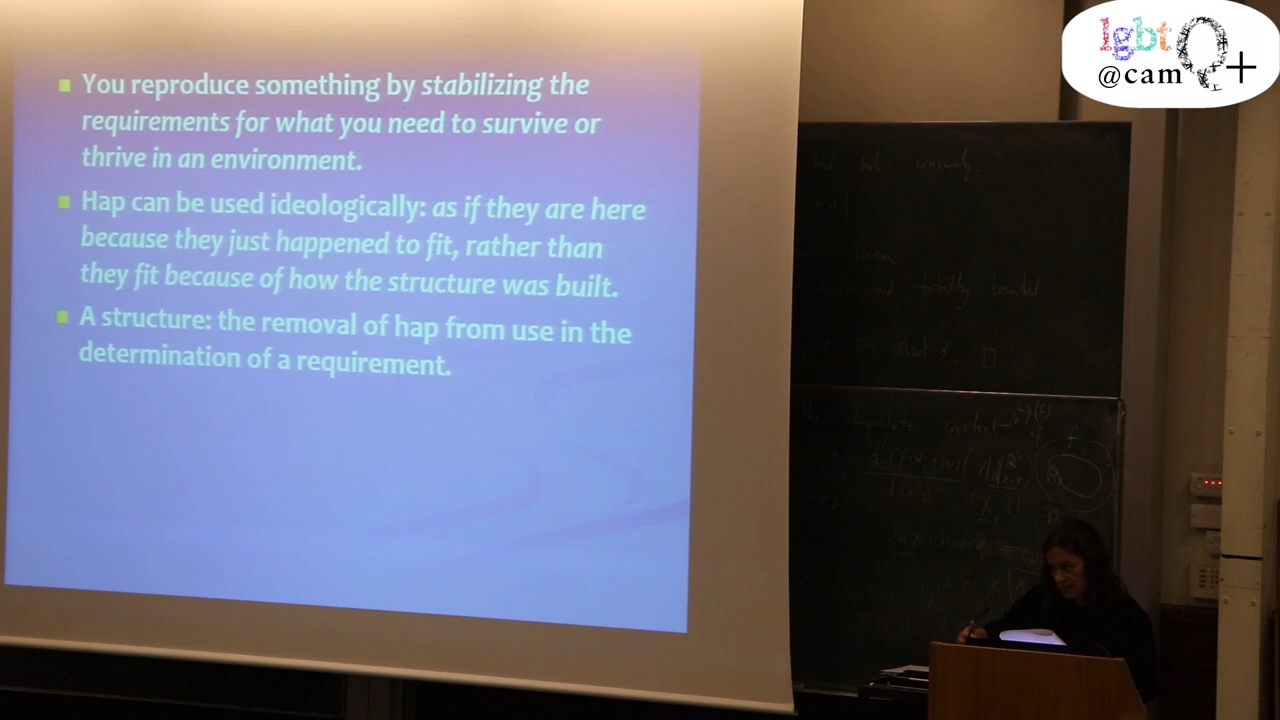 lgbt
@cam Q+
You reproduce something by stabilizing the
requirements for what you need to survive or
thrive in an environment.
Hap can be used ideologically: as if they are here
because they just happened to fit, rather than
they fit because of how the structure was built.
A structure: the removal of hap from use in the
determination of a requirement.
totally bounded